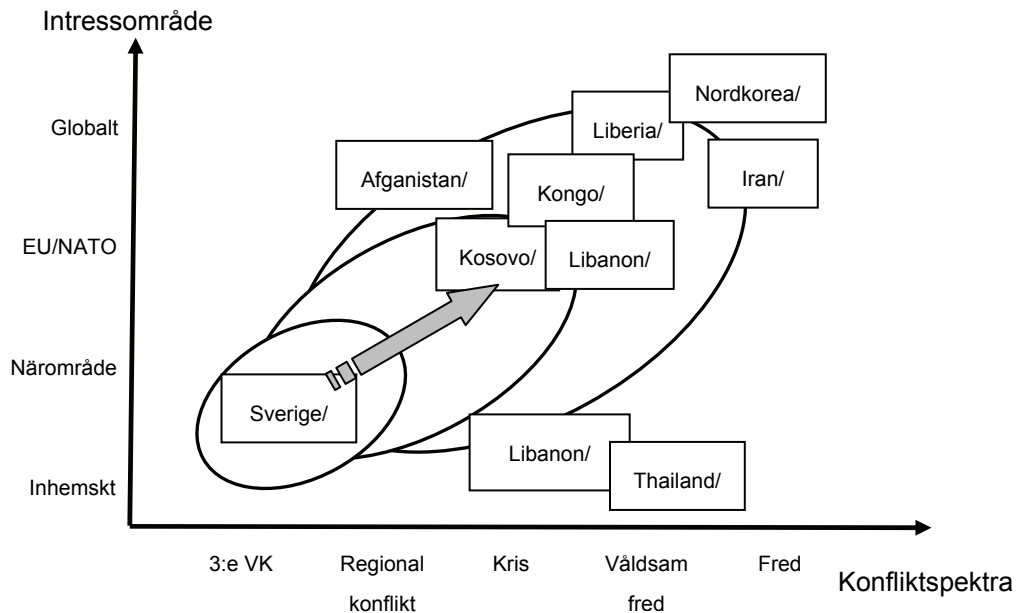 Intressområde
Nordkorea/
Globalt
Liberia/
Afganistan/
Iran/
Kongo/
EU/NATO
Kosovo/
Libanon/
Närområde
Sverige/
Libanon/
Thailand/
Inhemskt
3:e VK
Regional
konflikt
Kris
Våldsam
fred
Fred
Konfliktspektra